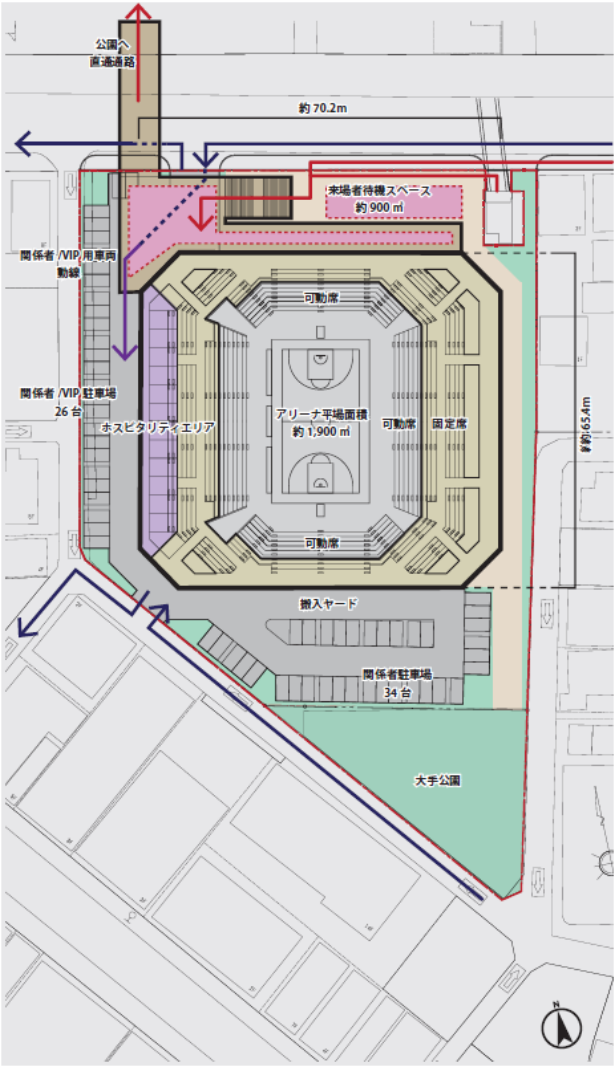 公園へ
直通通路
約 70.2m
来場者待機スペース
約 900 ㎡
関係者 /VIP 用車両
動線
可動席
関係者 /VIP 駐車場
26 台
ホスピタリティエリア
アリーナ平場面積
約 1,900 ㎡
可動席
固定席
約 65.4m
可動席
搬入ヤード
関係者駐車場
34 台
大手公園
N